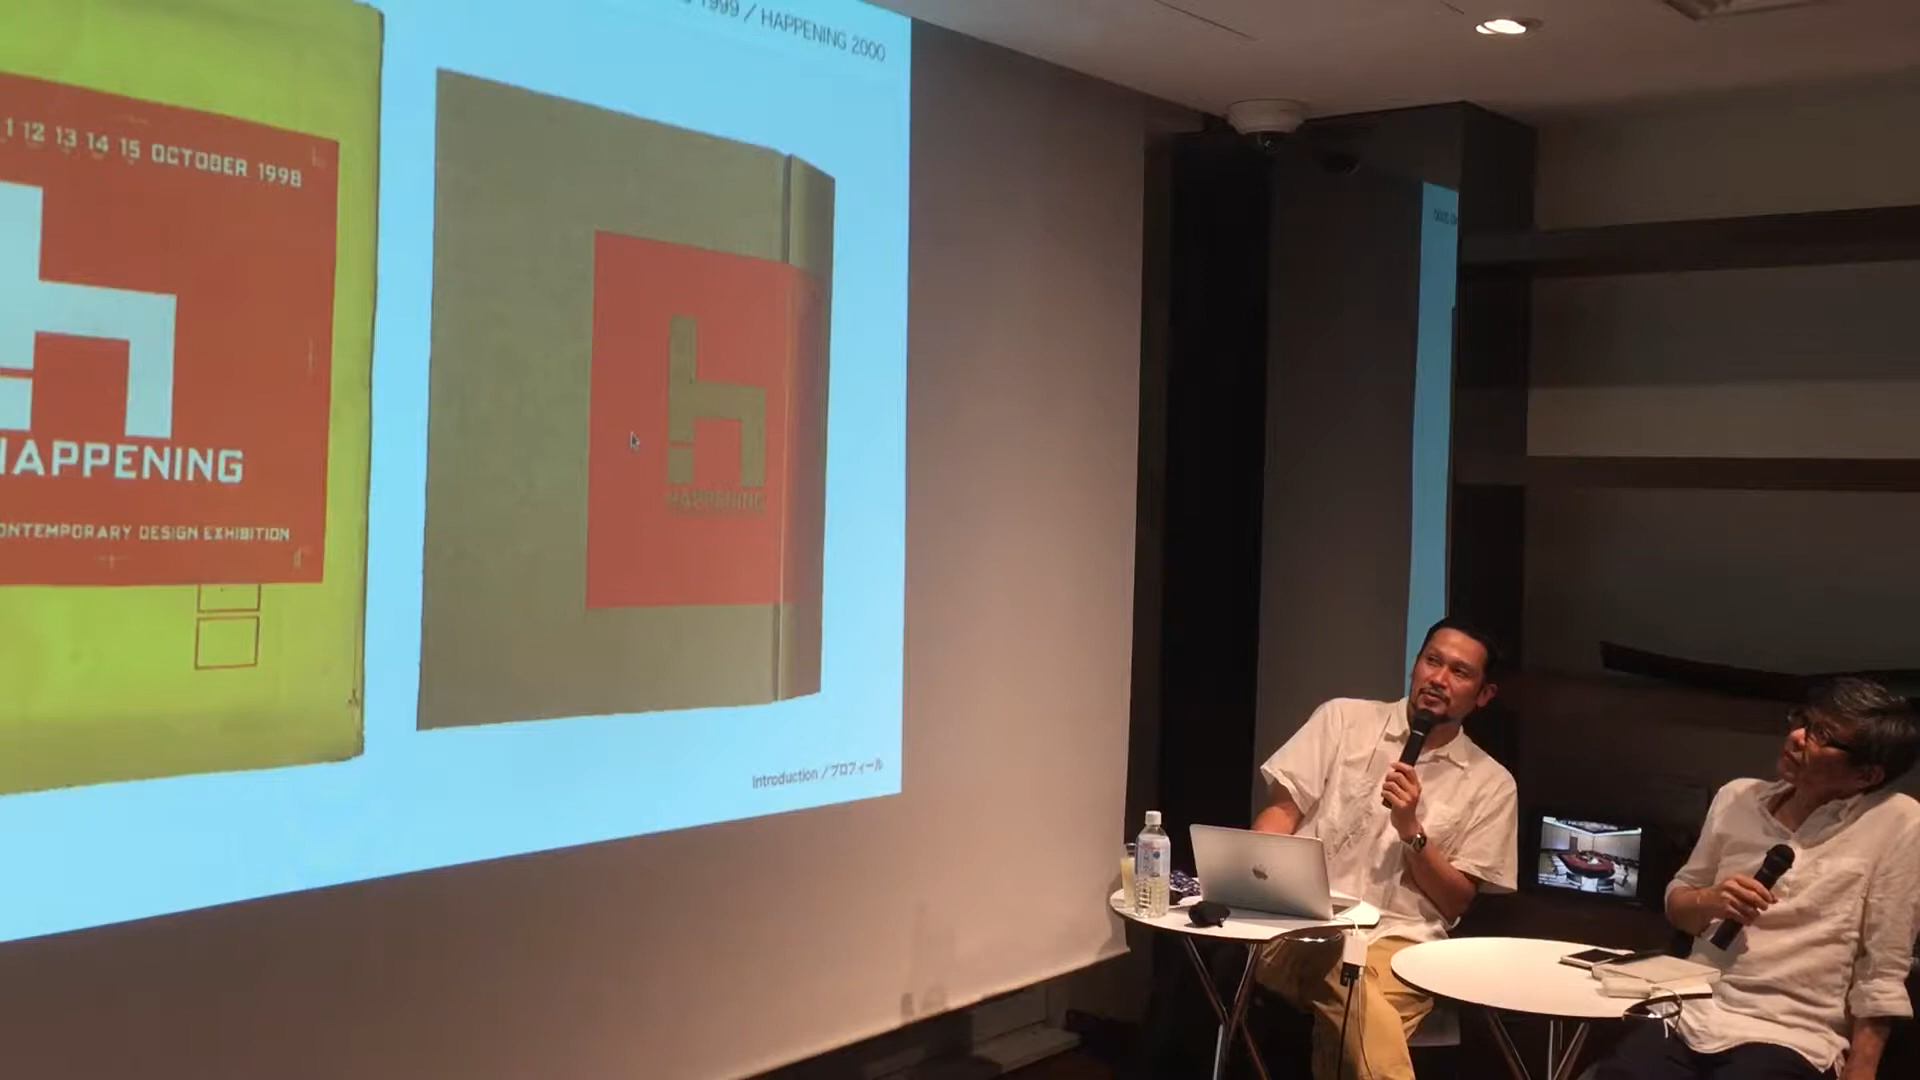 1999 / HAPPENING 2000
1 12 13 14 15 OCTOBER 1998
h
HAPPENING
ONTEMPORARY DESIGN EXHIBITION
h
HAPPENING
Introduction / プロフィール